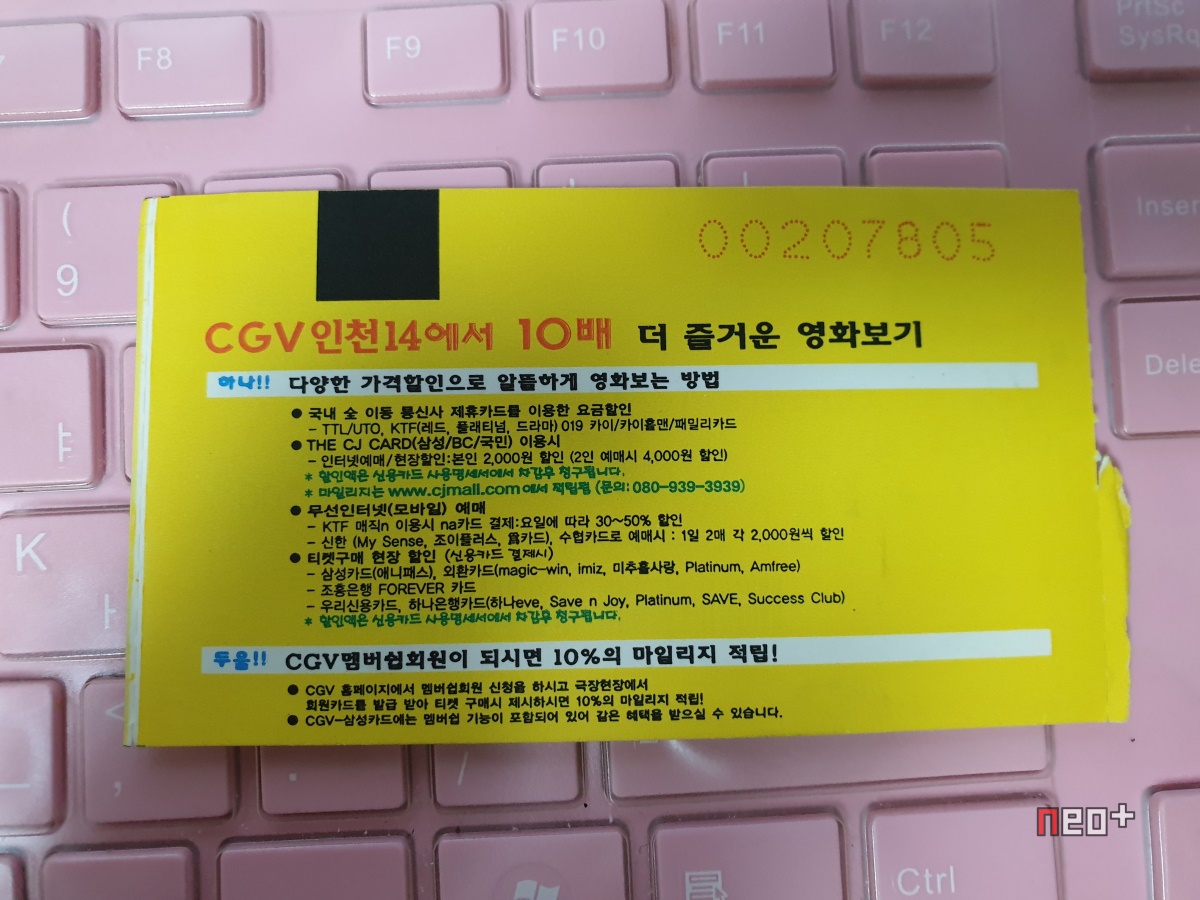 F8
F9
F10
F11
F12
PrtSc
SysRq
(
9
Inser
00207805
CGV인천14에서 10배 더 즐거운 영화보기
하나!! 다양한 가격할인으로 알뜰하게 영화보는 방법
● 국내 全 이동 통신사 제휴카드를 이용한 요금할인
– TTL/UTO, KTF(레드, 플래티넘, 드라마) 019 카이/카이홀맨/패밀리카드
● THE CJ CARD(삼성/BC/국민) 이용시
– 인터넷예매/현장할인:본인 2,000원 할인 (2인 예매시 4,000원 할인)
* 할인액은 신용카드 사용명세서에서 차감후 청구됩니다.
* 마일리지는 www.cjmall.com에서 적립됨 (문의: 080-939-3939)
● 무선인터넷(모바일) 예매
– KTF 매직n 이용시 na카드 결제:요일에 따라 30~50% 할인
– 신한 (My Sense, 조이플러스, 爲카드), 수협카드로 예매시 : 1일 2매 각 2,000원씩 할인
● 티켓구매 현장 할인 (신용카드 결제시)
– 삼성카드(애니패스), 외환카드(magic-win, imiz, 미추홀사랑, Platinum, Amfree)
– 조흥은행 FOREVER 카드
– 우리신용카드, 하나은행카드(하나eve, Save n Joy, Platinum, SAVE, Success Club)
* 할인액은 신용카드 사용명세서에서 차감후 청구됩니다.
두울!! CGV멤버쉽회원이 되시면 10%의 마일리지 적립!
● CGV 홈페이지에서 멤버쉽회원 신청을 하시고 극장현장에서
회원카드를 발급 받아 티켓 구매시 제시하시면 10%의 마일리지 적립!
● CGV-삼성카드에는 멤버쉽 기능이 포함되어 있어 같은 혜택을 받으실 수 있습니다.
Dele
ㅏ
K
<
,
.
/
Ctrl
neo+